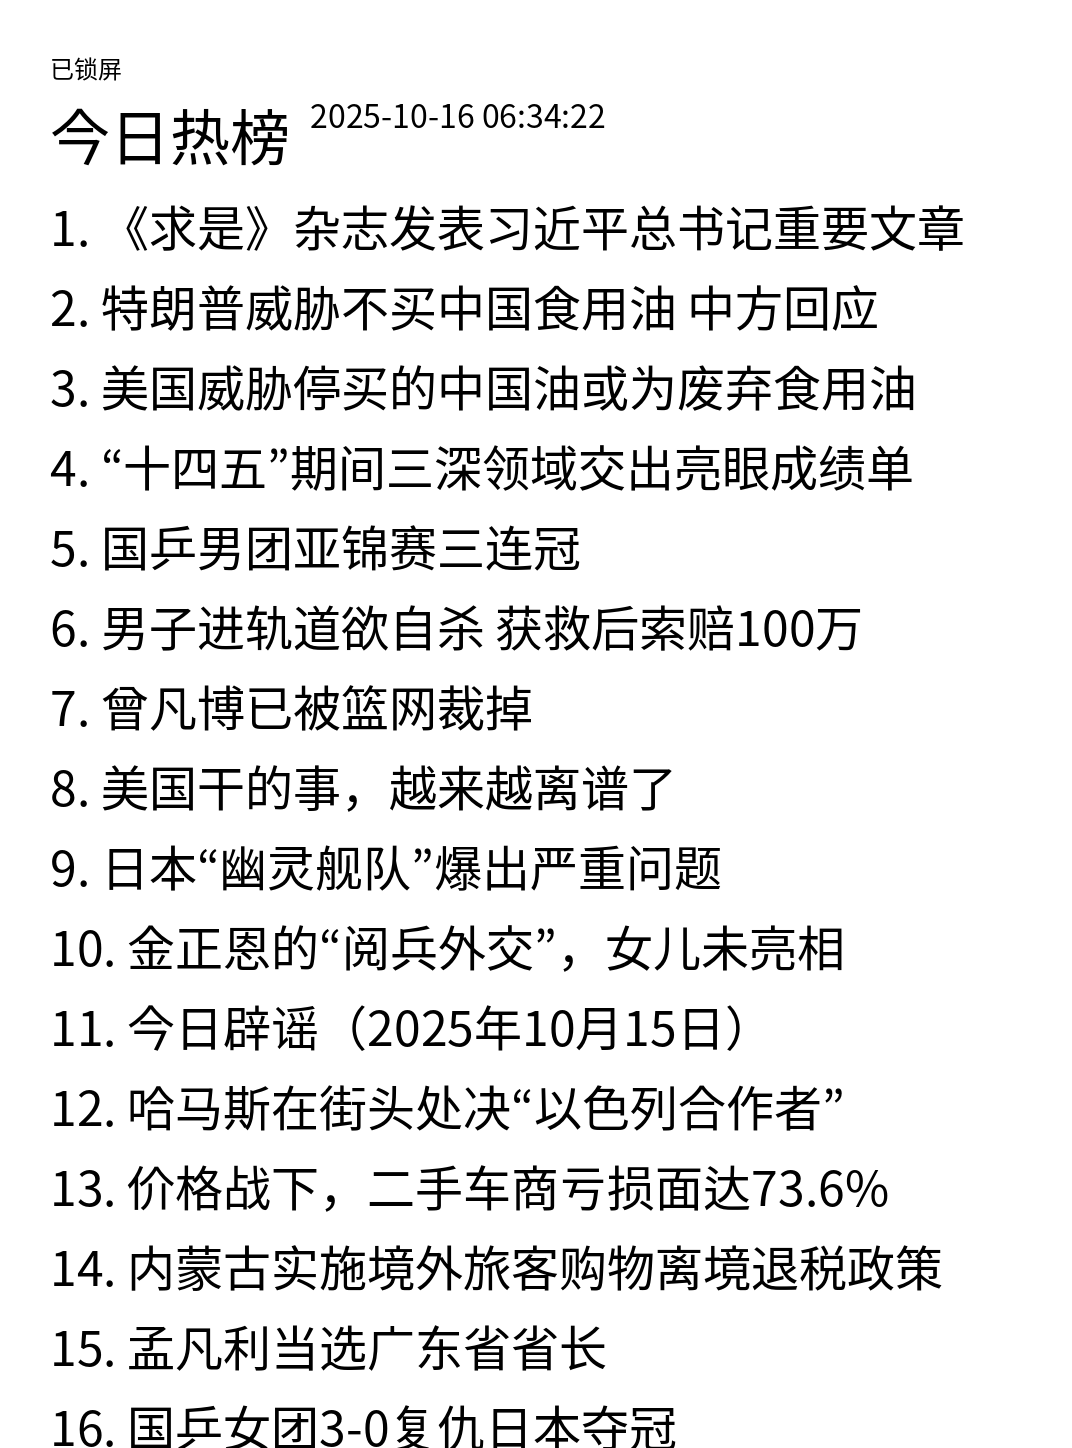 已锁屏
今日热榜 2025-10-16 06:34:22
1. 《求是》杂志发表习近平总书记重要文章
2. 特朗普威胁不买中国食用油 中方回应
3. 美国威胁停买的中国油或为废弃食用油
4. “十四五”期间三深领域交出亮眼成绩单
5. 国乒男团亚锦赛三连冠
6. 男子进轨道欲自杀 获救后索赔100万
7. 曾凡博已被篮网裁掉
8. 美国干的事，越来越离谱了
9. 日本“幽灵舰队”爆出严重问题
10. 金正恩的“阅兵外交”，女儿未亮相
11. 今日辟谣（2025年10月15日）
12. 哈马斯在街头处决“以色列合作者”
13. 价格战下，二手车商亏损面达73.6%
14. 内蒙古实施境外旅客购物离境退税政策
15. 孟凡利当选广东省省长
16. 国乒女团3-0复仇日本夺冠